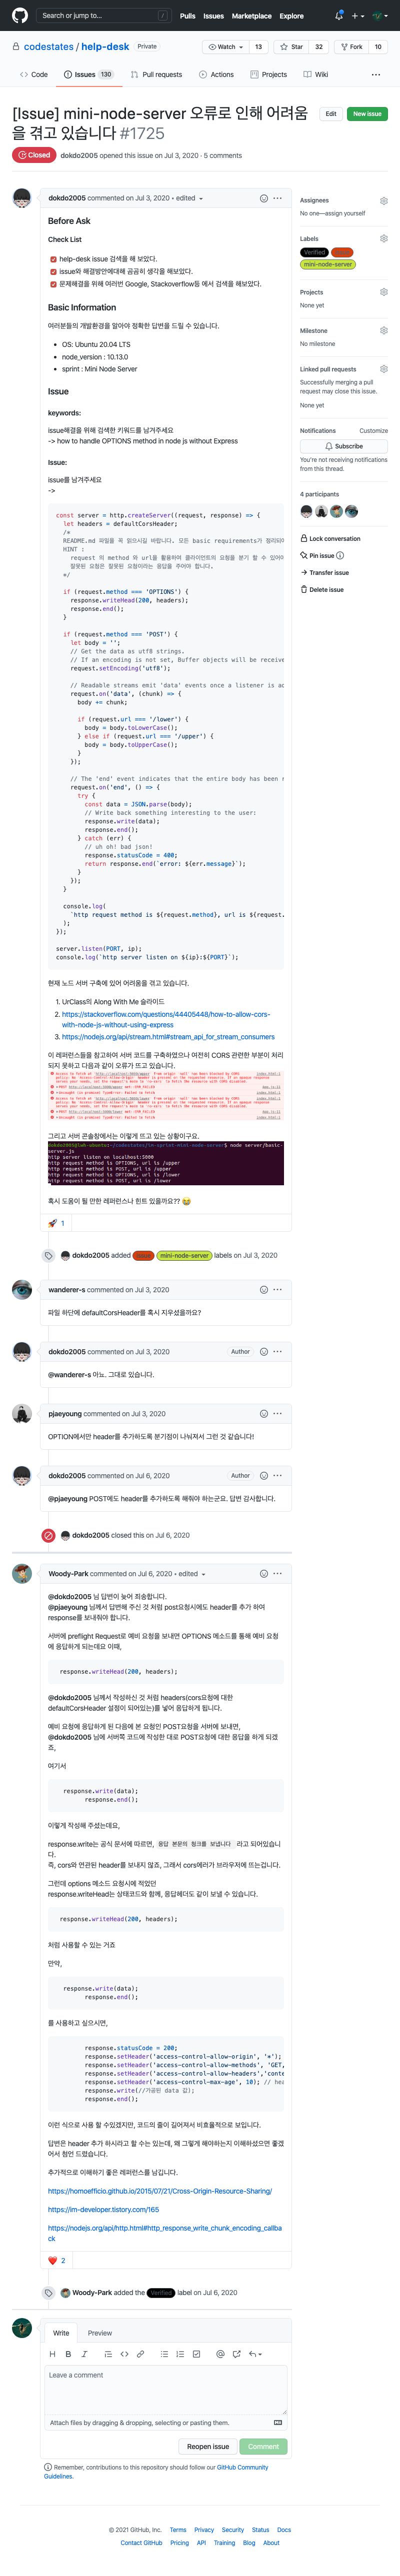 Search or jump to...
/
Pulls Issues Marketplace Explore
codestates / help-desk Private
Watch 13 Star 32 Fork 10
Code Issues 130 Pull requests Actions Projects Wiki
[Issue] mini-node-server 오류로 인해 어려움
을 겪고 있습니다 #1725
Edit New issue
Closed dokdo2005 opened this issue on Jul 3, 2020 · 5 comments
dokdo2005 commented on Jul 3, 2020 • edited
Before Ask
Check List
help-desk issue 검색을 해 보았다.
issue와 해결방안에대해 곰곰히 생각을 해보았다.
문제해결을 위해 여러번 Google, Stackoverflow등 에서 검색을 해보았다.
Basic Information
여러분들의 개발환경을 알아야 정확한 답변을 드릴 수 있습니다.
OS: Ubuntu 20.04 LTS
node_version : 10.13.0
sprint : Mini Node Server
Issue
keywords:
issue해결을 위해 검색한 키워드를 남겨주세요
-> how to handle OPTIONS method in node js without Express
Issue:
issue를 남겨주세요
->
const server = http.createServer((request, response) => {
let headers = defaultCorsHeader;
/*
README.md 파일을 꼭 읽으시길 바랍니다. 모든 basic requirements가 정리되어
HINT :
request 의 method 와 url을 활용하여 클라이언트의 요청을 분기 할 수 있어야
잘못된 요청은 잘못된 요청이라는 응답을 주어야 합니다.
*/
if (request.method === 'OPTIONS') {
response.writeHead(200, headers);
response.end();
}
if (request.method === 'POST') {
let body = '';
// Get the data as utf8 strings.
// If an encoding is not set, Buffer objects will be receive
request.setEncoding('utf8');
// Readable streams emit 'data' events once a listener is ad
request.on('data', (chunk) => {
body += chunk;
if (request.url === '/lower') {
body = body.toLowerCase();
} else if (request.url === '/upper') {
body = body.toUpperCase();
}
});
// The 'end' event indicates that the entire body has been r
request.on('end', () => {
try {
const data = JSON.parse(body);
// Write back something interesting to the user:
response.write(data);
response.end();
} catch (err) {
// uh oh! bad json!
response.statusCode = 400;
return response.end(`error: ${err.message}`);
}
})
}
console.log(
`http request method is ${request.method}, url is ${request.
);
});
server.listen(PORT, ip);
console.log(`http server listen on ${ip}:${PORT}`);
현재 노드 서버 구축에 있어 어려움을 겪고 있습니다.
1. UrClass의 Along With Me 슬라이드
2. https://stackoverflow.com/questions/44405448/how-to-allow-cors-
with-node-js-without-using-express
3. https://nodejs.org/api/stream.html#stream_api_for_stream_consumers
이 레퍼런스들을 참고하여 서버 코드를 구축하였으나 여전히 CORS 관련한 부분이 처리
되지 못하고 다음과 같이 오류가 뜨고 있습니다.
그리고 서버 콘솔창에서는 이렇게 뜨고 있는 상황이구요.
node server/basic-
server.js
http server listen on localhost:5000
http request method is OPTIONS, url is /upper
http request method is POST, url is /upper
http request method is OPTIONS, url is /lower
http request method is POST, url is /lower
혹시 도움이 될 만한 레퍼런스나 힌트 있을까요?? 😭
🚀 1
dokdo2005 added mini-node-server labels on Jul 3, 2020
wanderer-s commented on Jul 3, 2020
파일 하단에 defaultCorsHeader를 혹시 지우셨을까요?
dokdo2005 commented on Jul 3, 2020 Author
@wanderer-s 아뇨. 그대로 있습니다.
pjaeyoung commented on Jul 3, 2020
OPTION에서만 header를 추가하도록 분기점이 나눠져서 그런 것 같습니다!
dokdo2005 commented on Jul 6, 2020 Author
@pjaeyoung POST에도 header를 추가하도록 해줘야 하는군요. 답변 감사합니다.
dokdo2005 closed this on Jul 6, 2020
Woody-Park commented on Jul 6, 2020 • edited
@dokdo2005 님 답변이 늦어 죄송합니다.
@pjaeyoung 님께서 답변해 주신 것 처럼 post요청시에도 header를 추가 하여
response를 보내줘야 합니다.
서버에 preflight Request로 예비 요청을 보내면 OPTIONS 메소드를 통해 예비 요청
에 응답하게 되는데요 이때,
response.writeHead(200, headers);
@dokdo2005 님께서 작성하신 것 처럼 headers(cors요청에 대한
defaultCorsHeader 설정이 되어있는)를 넣어 응답하게 됩니다.
예비 요청에 응답하게 된 다음에 본 요청인 POST요청을 서버에 보내면,
@dokdo2005 님에 서버쪽 코드에 작성한 대로 POST요청에 대한 응답을 하게 되겠
죠,
여기서
response.write(data);
response.end();
이렇게 작성해 주셨는데요,
response.write는 공식 문서에 따르면, 응답 본문의 청크를 보냅니다 라고 되어있습니
다.
즉, cors와 연관된 header를 보내지 않죠, 그래서 cors에러가 브라우저에 뜨는겁니다.
그런데 options 메소드 요청시에 적었던
response.writeHead는 상태코드와 함께, 응답헤더도 같이 보낼 수 있습니다.
response.writeHead(200, headers);
처럼 사용할 수 있는 거죠
만약,
response.write(data);
response.end();
를 사용하고 싶으시면,
response.statusCode = 200;
response.setHeader('access-control-allow-origin', '*');
response.setHeader('access-control-allow-methods', 'GET,
response.setHeader('access-control-allow-headers','conte
response.setHeader('access-control-max-age', 10); // hea
response.write(//가공된 data 값);
response.end();
이런 식으로 사용 할 수있겠지만, 코드의 줄이 길어져서 비효율적으로 보입니다.
답변은 header 추가 하시라고 할 수는 있는데, 왜 그렇게 해야하는지 이해하셨으면 좋겠
어서 첨언 드렸습니다.
추가적으로 이해하기 좋은 레퍼런스를 남깁니다.
https://homoefficio.github.io/2015/07/21/Cross-Origin-Resource-Sharing/
https://im-developer.tistory.com/165
https://nodejs.org/api/http.html#http_response_write_chunk_encoding_callba
ck
❤️ 2
Woody-Park added the Verified label on Jul 6, 2020
Write Preview
Leave a comment
Attach files by dragging & dropping, selecting or pasting them.
Reopen issue Comment
Remember, contributions to this repository should follow our GitHub Community
Guidelines.
Assignees
No one—assign yourself
Labels
Verified
mini-node-server
Projects
None yet
Milestone
No milestone
Linked pull requests
Successfully merging a pull
request may close this issue.
None yet
Notifications Customize
Subscribe
You're not receiving notifications
from this thread.
4 participants
Lock conversation
Pin issue
Transfer issue
Delete issue
© 2021 GitHub, Inc. Terms Privacy Security Status Docs
Contact GitHub Pricing API Training Blog About